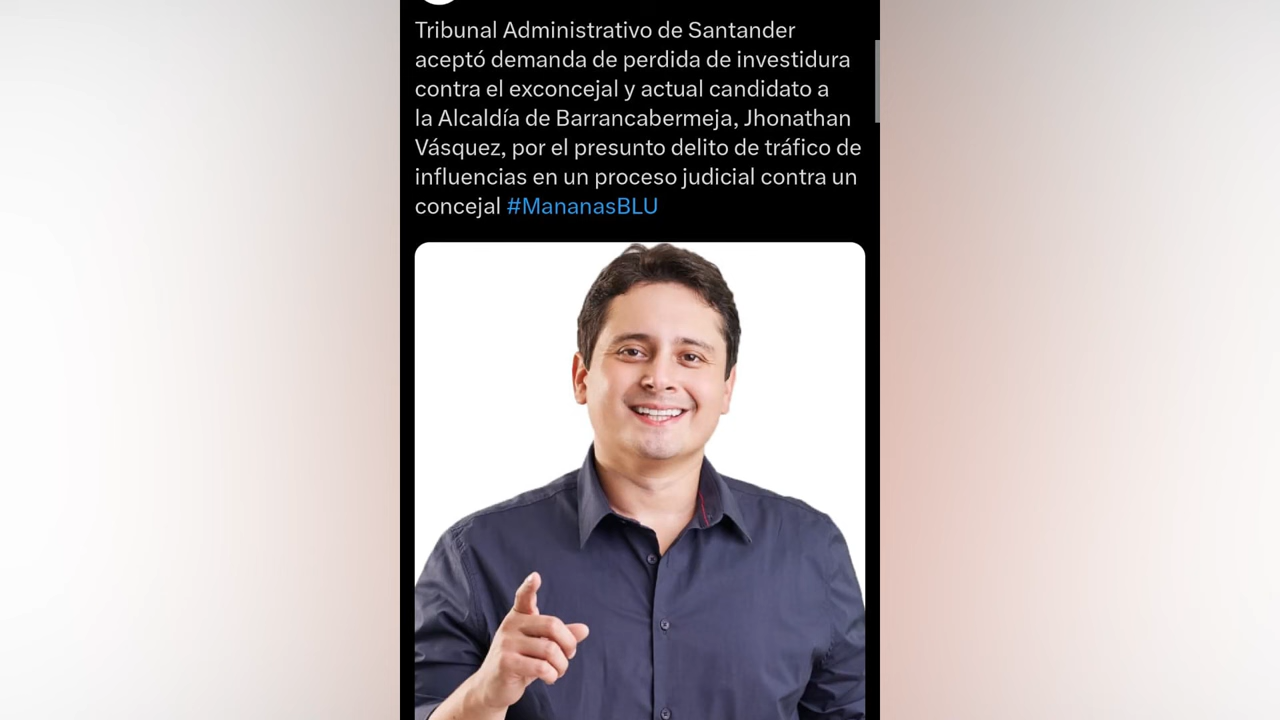 Tribunal Administrativo de Santander
aceptó demanda de perdida de investidura
contra el exconcejal y actual candidato a
la Alcaldía de Barrancabermeja, Jhonathan
Vásquez, por el presunto delito de tráfico de
influencias en un proceso judicial contra un
concejal #MananasBLU